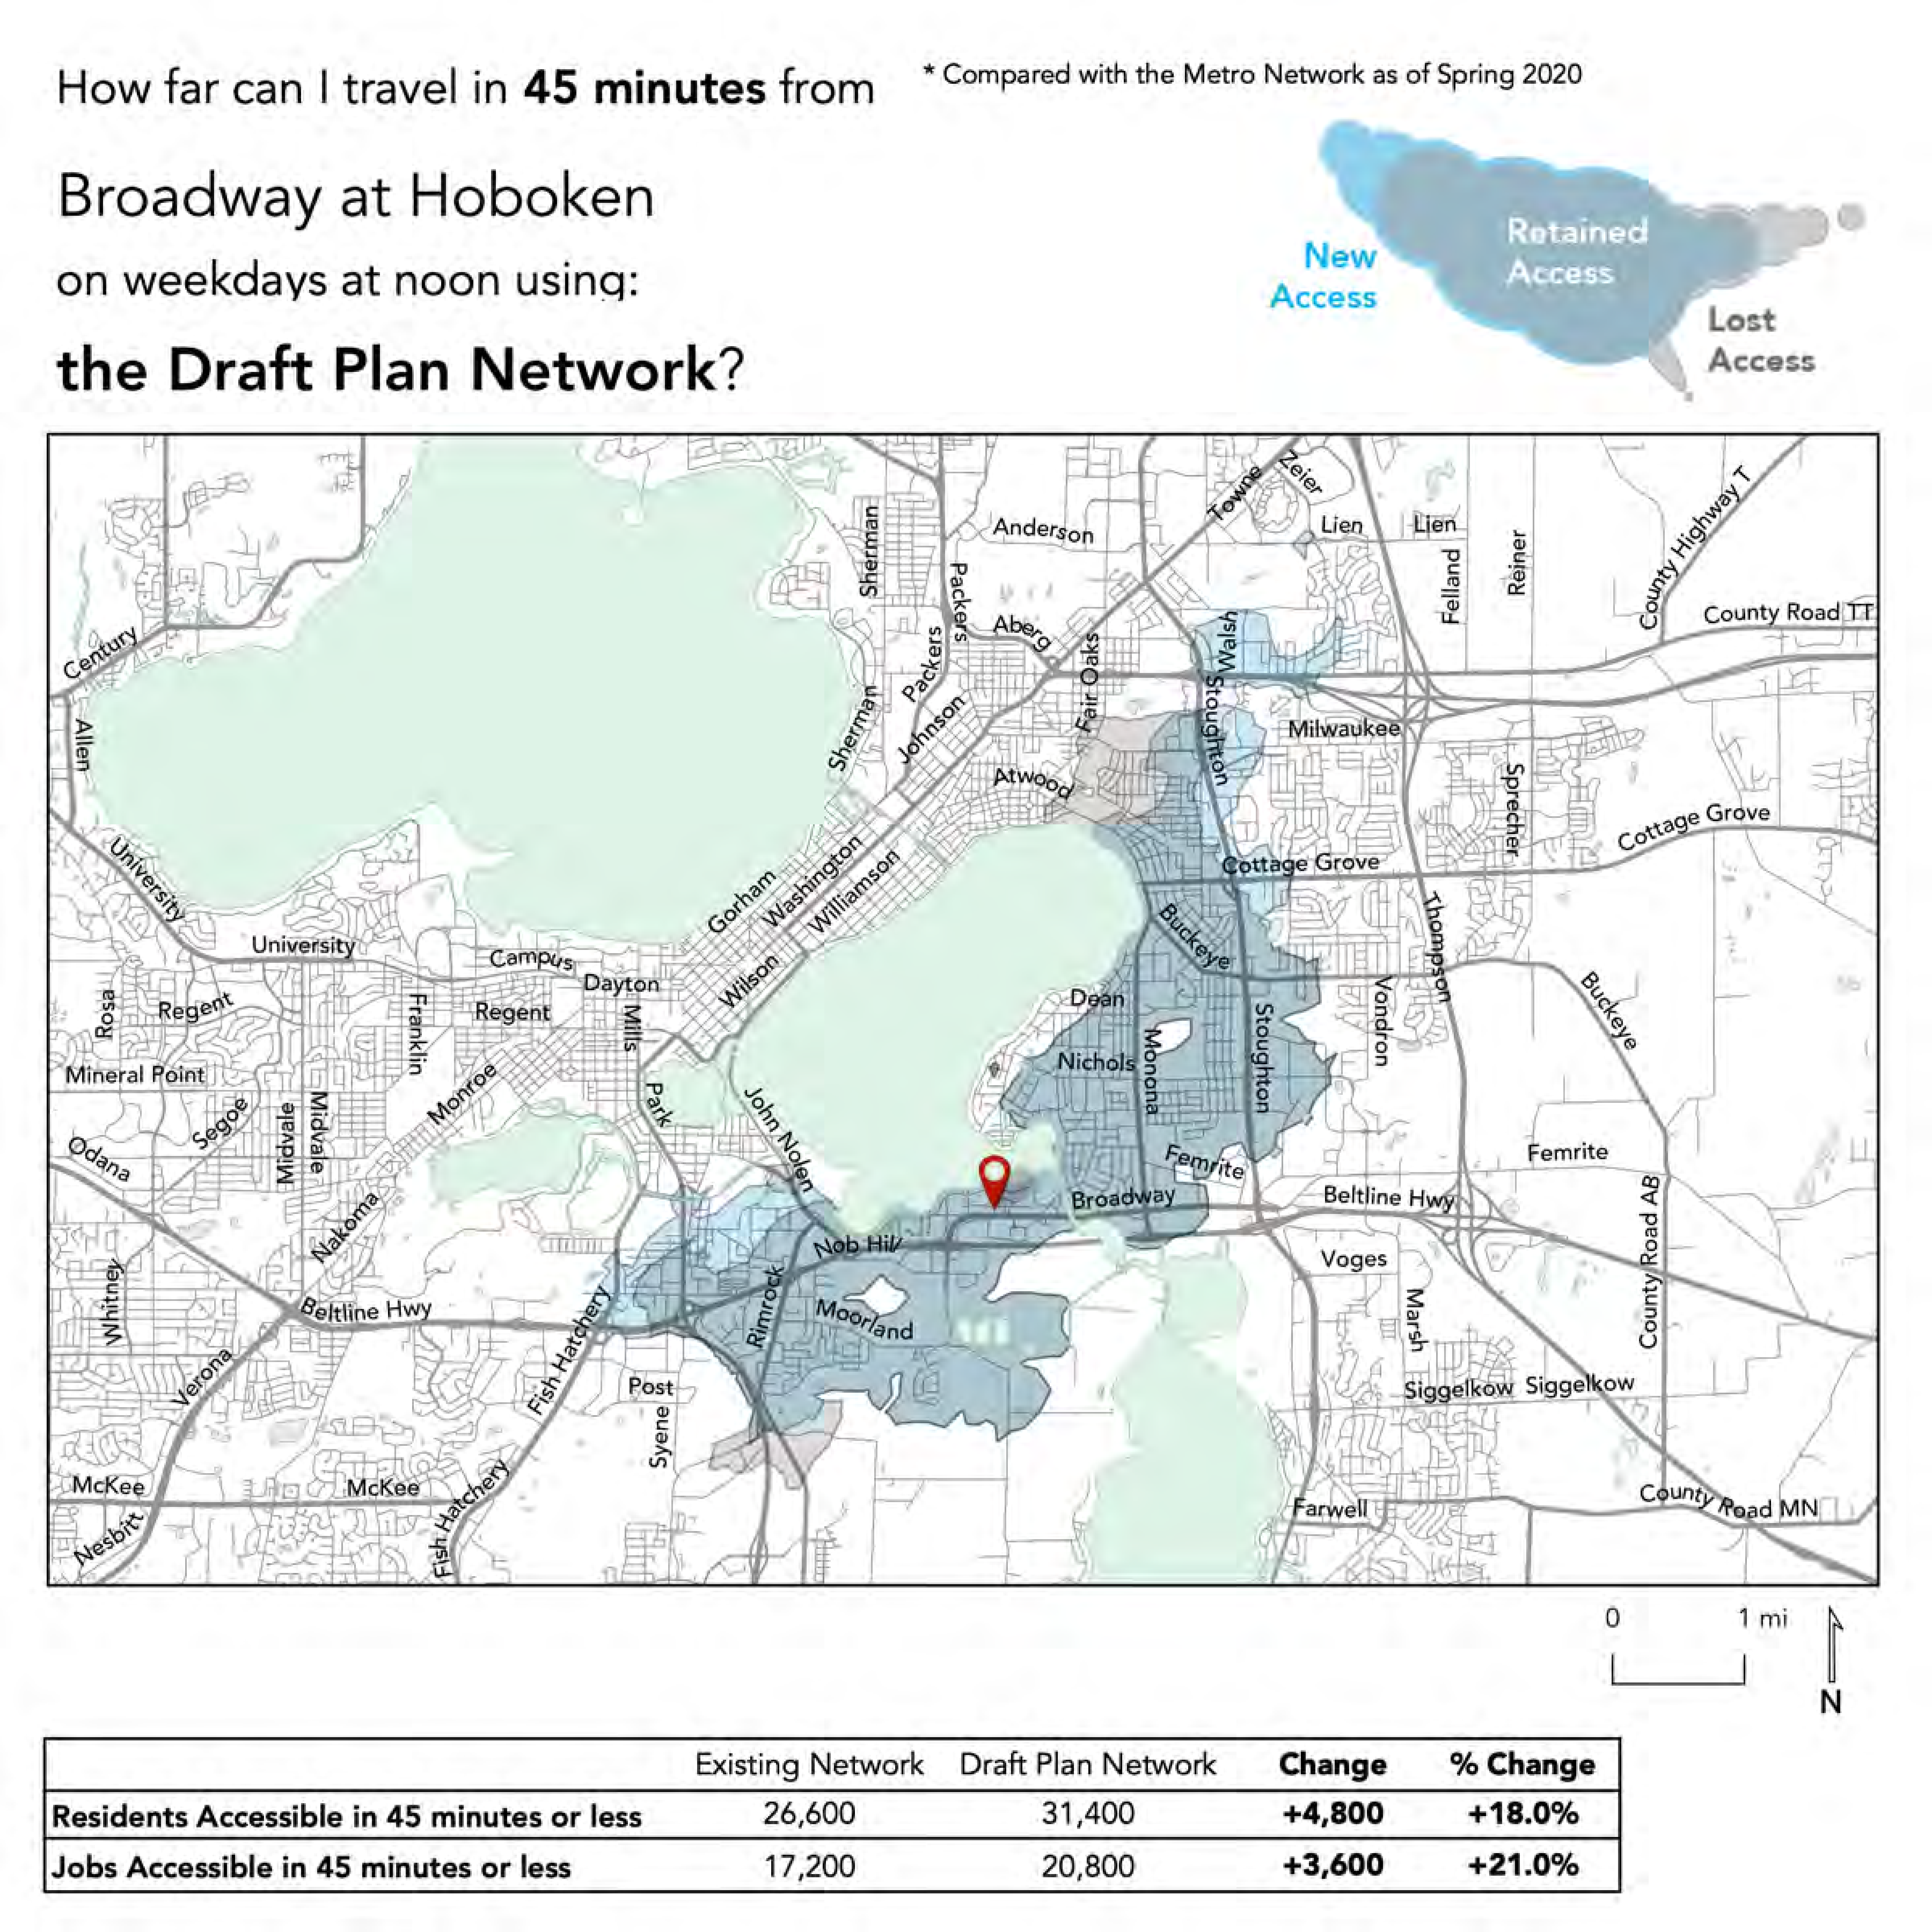 How far can I travel in 45 minutes from
* Compared with the Metro Network as of Spring 2020
Broadway at Hoboken
on weekdays at noon using:
the Draft Plan Network?
New
Access
Retained
Access
Lost
Access
Towne
Zeier
Sherman
Anderson
Lien
Lien
Felland
Reiner
County Highway T
Packers
County Road TT
Century
Aberg
Walsh
Packers
Fair Oaks
Allen
Sherman
Johnson
Stoughton
Milwaukee
Atwood
Sprecher
Cottage Grove
University
Gorham
Washington
Williamson
Cottage Grove
Thompson
University
Campus
Buckeye
Wilson
Dayton
Rosa
Regent
Franklin
Regent
Mills
Dean
Vondron
Buckeye
Stoughton
Mineral Point
Monroe
Nichols
Monona
Segoe
Midvale
Midvale
Park
John Nolen
Odana
Femrite
Femrite
Nakoma
Broadway
Beltline Hwy
County Road AB
Nob Hill
Voges
Whitney
Beltline Hwy
Rimrock
Moorland
Marsh
Fish Hatchery
Verona
Post
Siggelkow
Siggelkow
Syene
McKee
McKee
Fish Hatchery
Nesbitt
Farwell
County Road MN
0 1 mi
N
Existing Network Draft Plan Network Change % Change
Residents Accessible in 45 minutes or less 26,600 31,400 +4,800 +18.0%
Jobs Accessible in 45 minutes or less 17,200 20,800 +3,600 +21.0%